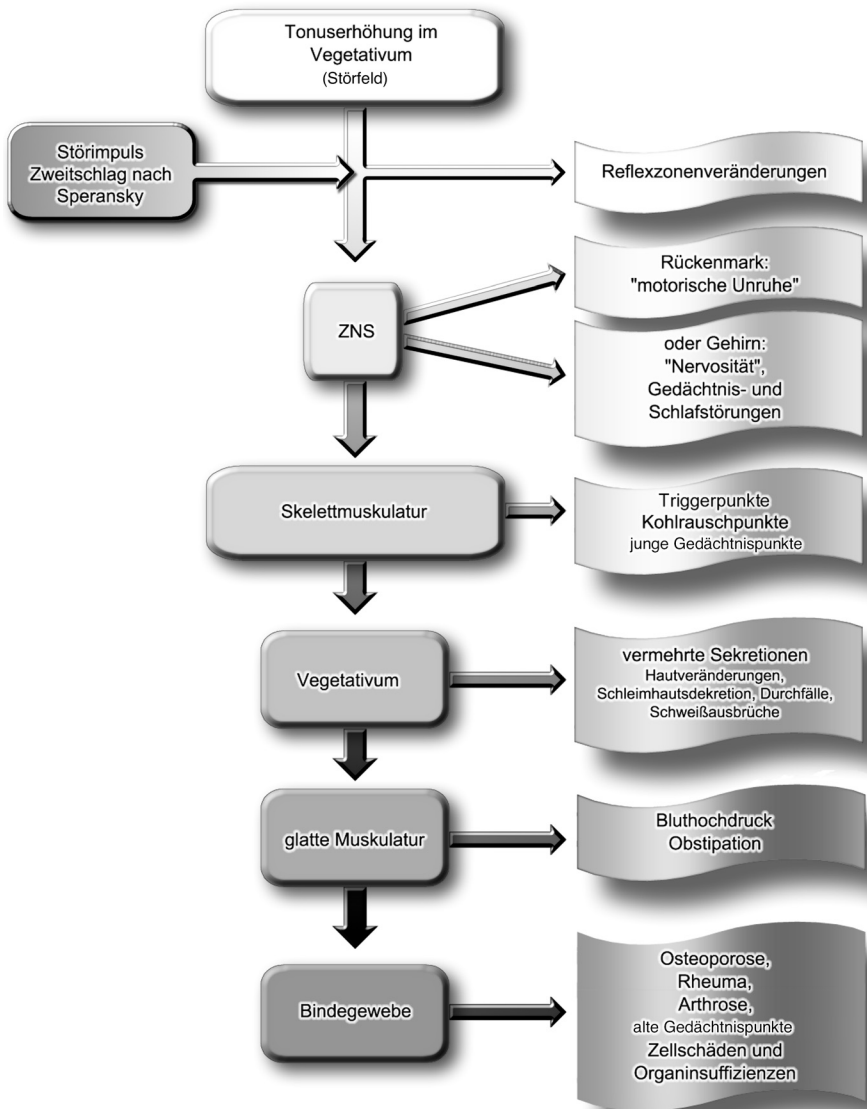 Tonuserhöhung im
Vegetativum
(Störfeld)
Störimpuls
Zweitschlag nach
Speransky
Reflexzonenveränderungen
Rückenmark:
"motorische Unruhe"
ZNS
oder Gehirn:
"Nervosität",
Gedächtnis- und
Schlafstörungen
Skelettmuskulatur
Triggerpunkte
Kohlrauschpunkte
junge Gedächtnispunkte
Vegetativum
vermehrte Sekretionen
Hautveränderungen,
Schleimhautsdekretion, Durchfälle,
Schweißausbrüche
glatte Muskulatur
Bluthochdruck
Obstipation
Bindegewebe
Osteoporose,
Rheuma,
Arthrose,
alte Gedächtnispunkte
Zellschäden und
Organinsuffizienzen